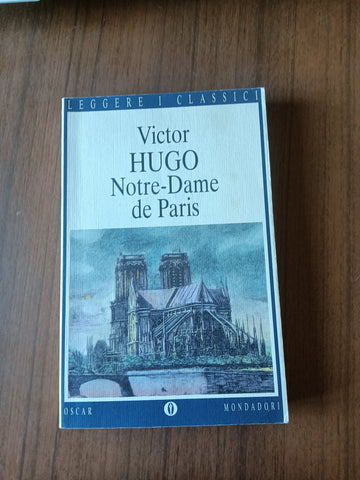 LEGGERE I CLASSICI
Victor
HUGO
Notre-Dame
de Paris
OSCAR
MONDADORI